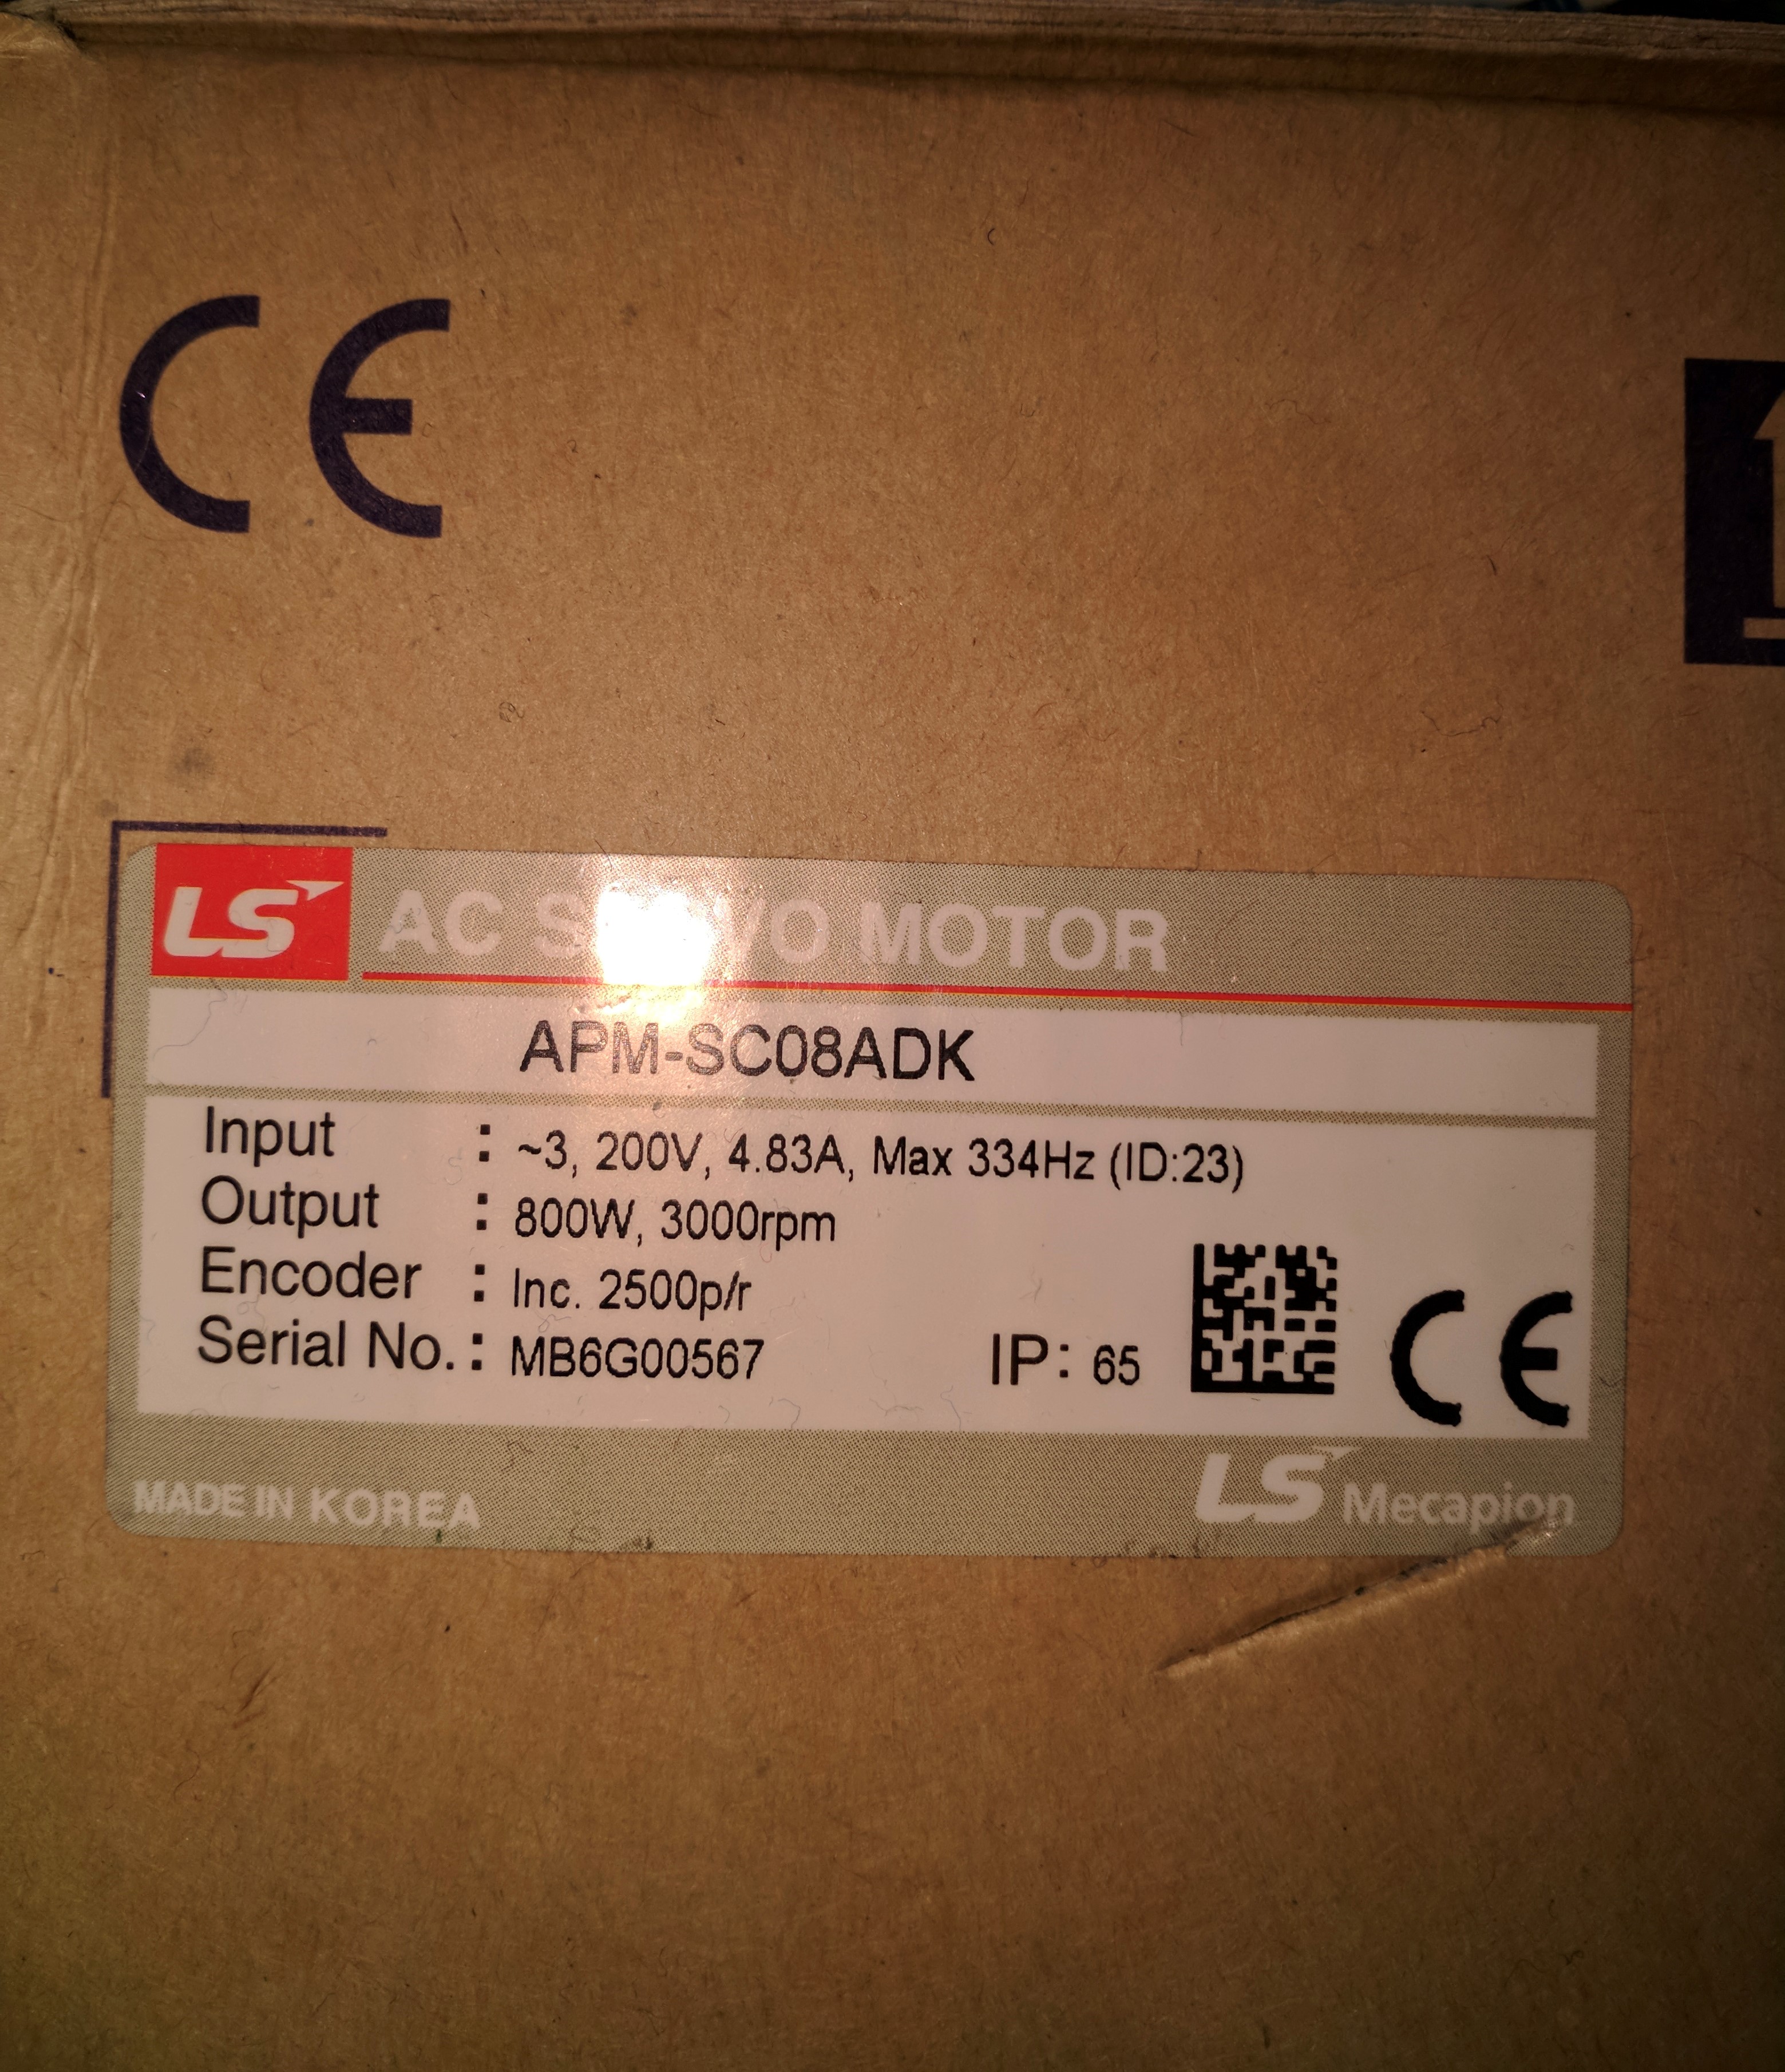 CE
LS AC SERVO MOTOR
APM-SC08ADK
Input : ~3, 200V, 4.83A, Max 334Hz (ID:23)
Output : 800W, 3000rpm
Encoder : Inc. 2500p/r
Serial No. : MB6G00567 IP: 65 CE
MADE IN KOREA LS Mecapion